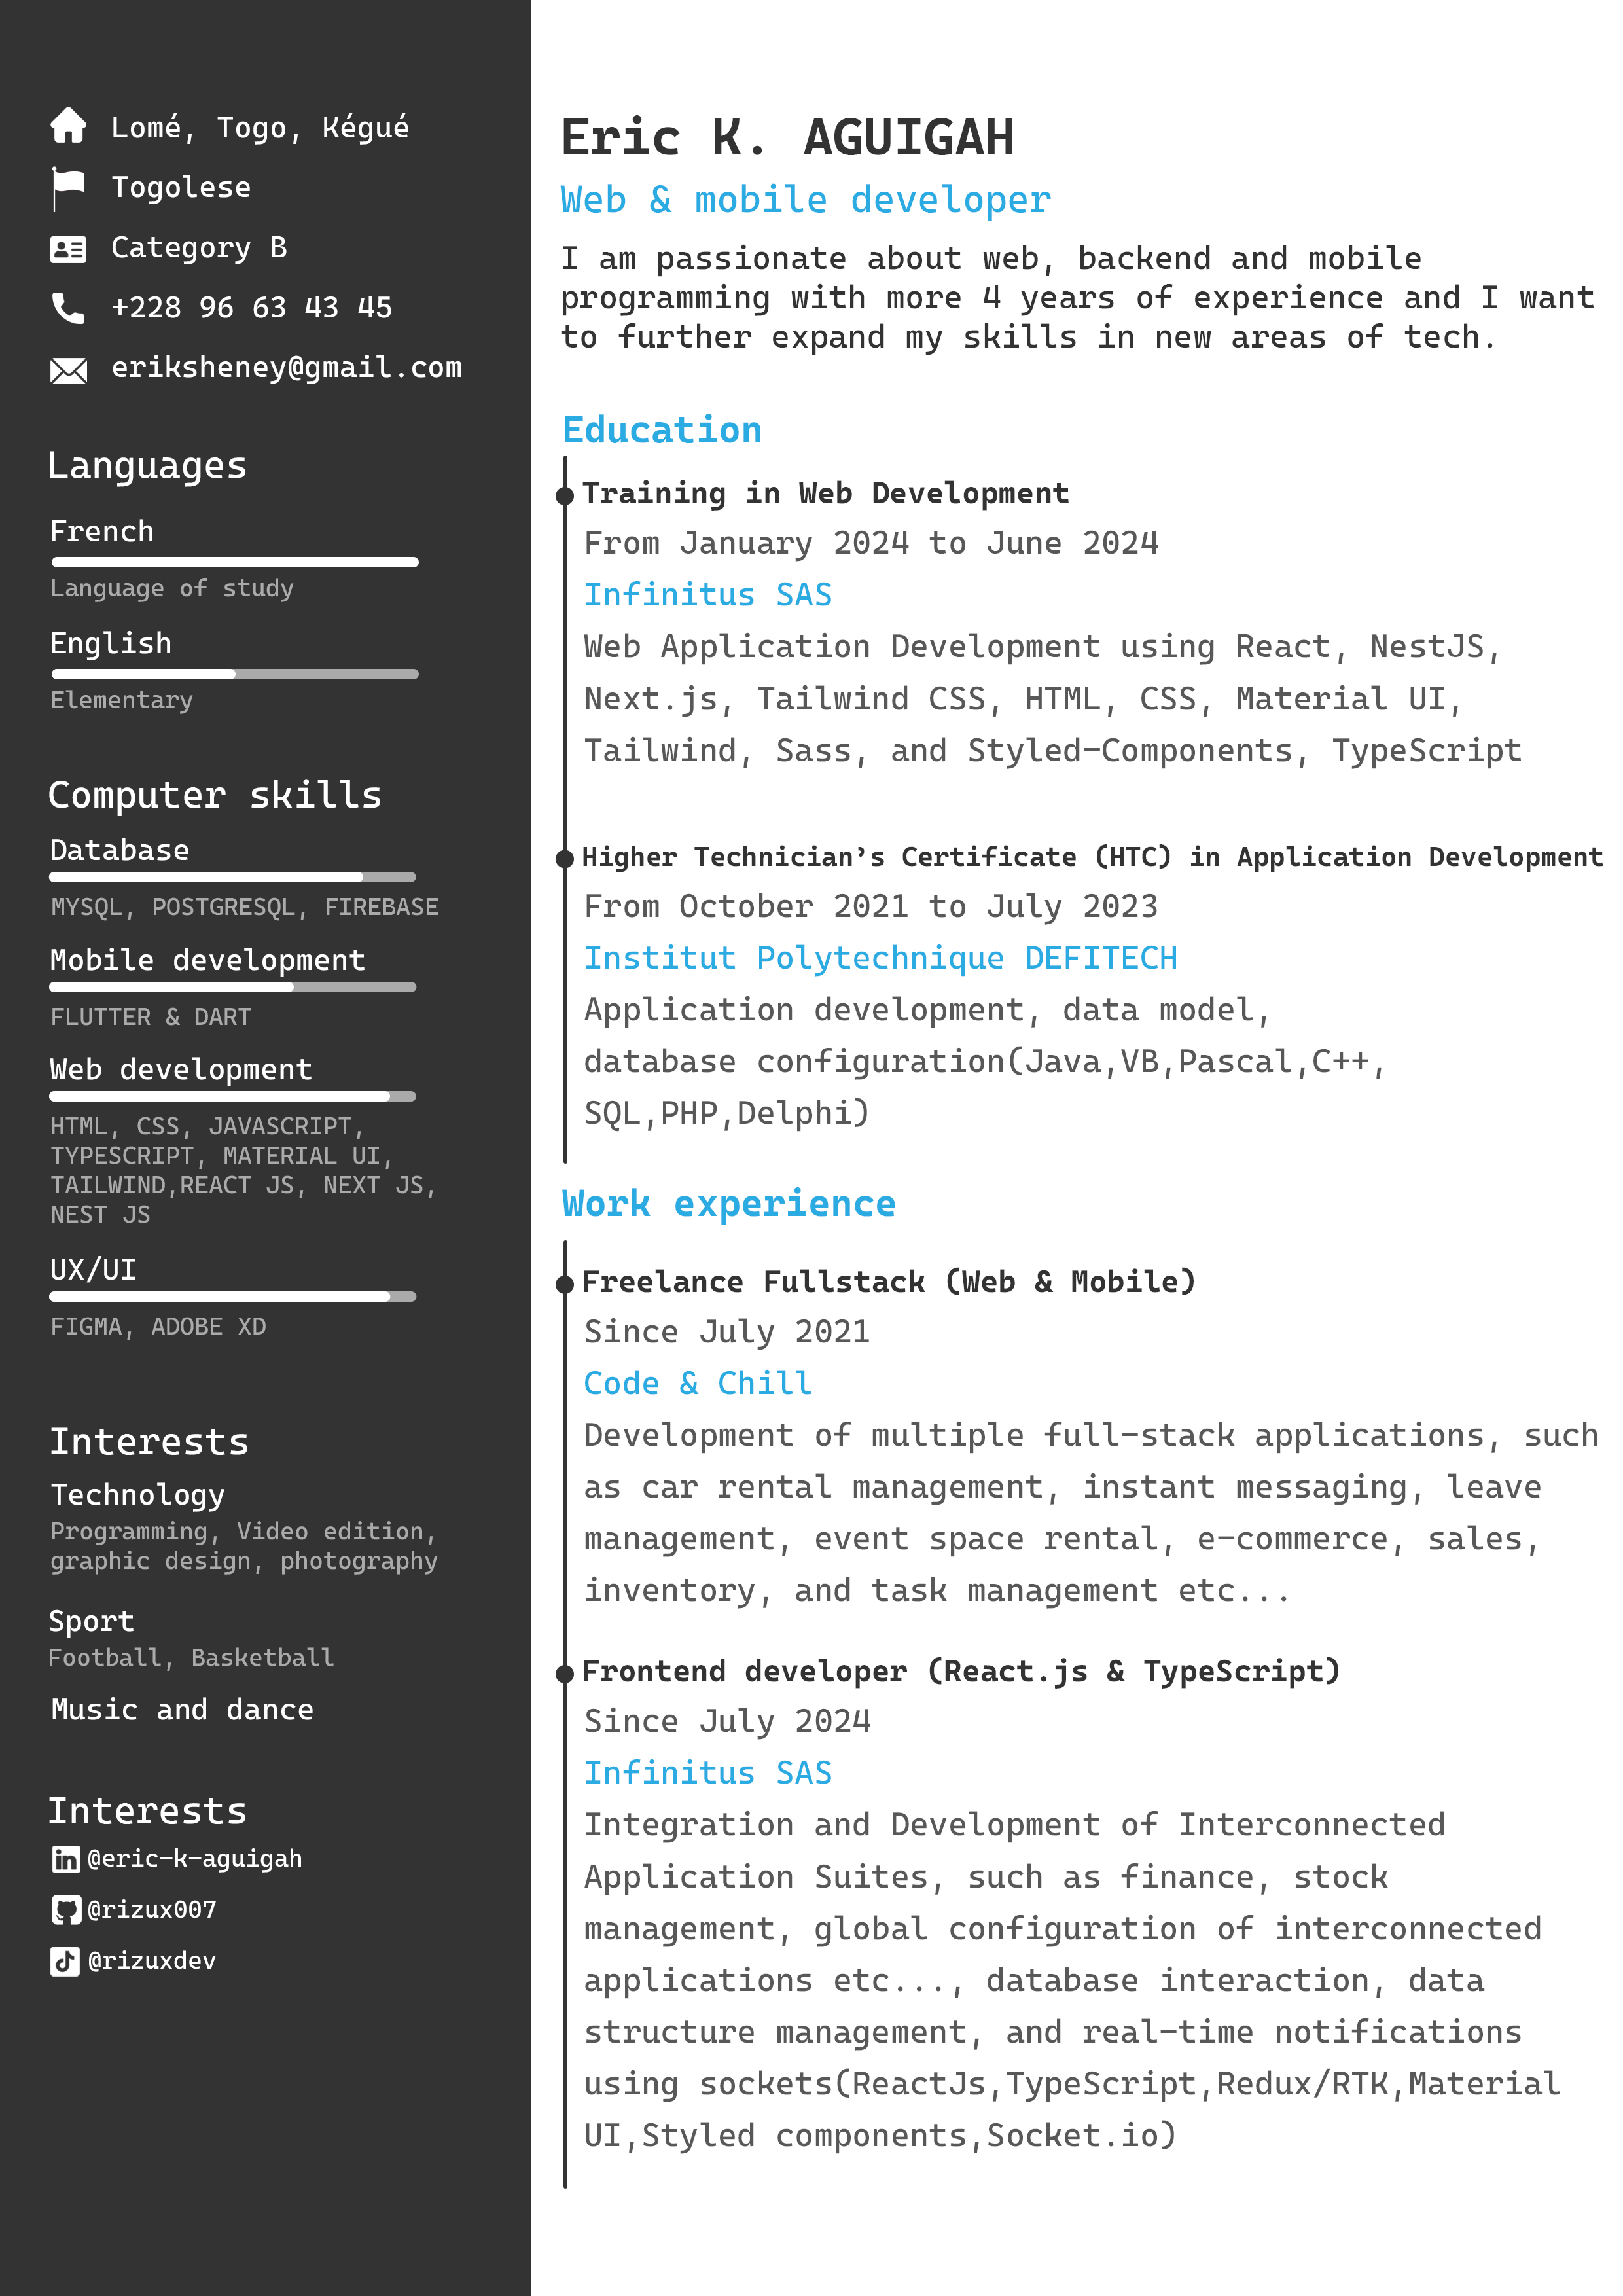 Lomé, Togo, Kégué
Togolese
Category B
+228 96 63 43 45
eriksheney@gmail.com
Languages
French
Language of study
English
Elementary
Computer skills
Database
MYSQL, POSTGRESQL, FIREBASE
Mobile development
FLUTTER & DART
Web development
HTML, CSS, JAVASCRIPT,
TYPESCRIPT, MATERIAL UI,
TAILWIND,REACT JS, NEXT JS,
NEST JS
UX/UI
FIGMA, ADOBE XD
Interests
Technology
Programming, Video edition,
graphic design, photography
Sport
Football, Basketball
Music and dance
Interests
@eric-k-aguigah
@rizux007
@rizuxdev
Eric K. AGUIGAH
Web & mobile developer
I am passionate about web, backend and mobile
programming with more 4 years of experience and I want
to further expand my skills in new areas of tech.
Education
Training in Web Development
From January 2024 to June 2024
Infinitus SAS
Web Application Development using React, NestJS,
Next.js, Tailwind CSS, HTML, CSS, Material UI,
Tailwind, Sass, and Styled-Components, TypeScript
Higher Technician’s Certificate (HTC) in Application Development
From October 2021 to July 2023
Institut Polytechnique DEFITECH
Application development, data model,
database configuration(Java,VB,Pascal,C++,
SQL,PHP,Delphi)
Work experience
Freelance Fullstack (Web & Mobile)
Since July 2021
Code & Chill
Development of multiple full-stack applications, such
as car rental management, instant messaging, leave
management, event space rental, e-commerce, sales,
inventory, and task management etc...
Frontend developer (React.js & TypeScript)
Since July 2024
Infinitus SAS
Integration and Development of Interconnected
Application Suites, such as finance, stock
management, global configuration of interconnected
applications etc..., database interaction, data
structure management, and real-time notifications
using sockets(ReactJs,TypeScript,Redux/RTK,Material
UI,Styled components,Socket.io)